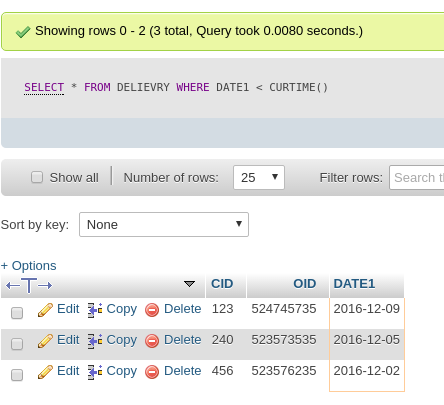 Showing rows 0 - 2 (3 total, Query took 0.0080 seconds.)
SELECT * FROM DELIEVRY WHERE DATE1 < CURTIME()
Show all Number of rows: 25 Filter rows: Search th
Sort by key: None
+ Options
CID OID DATE1
Edit Copy Delete 123 524745735 2016-12-09
Edit Copy Delete 240 523573535 2016-12-05
Edit Copy Delete 456 523576235 2016-12-02